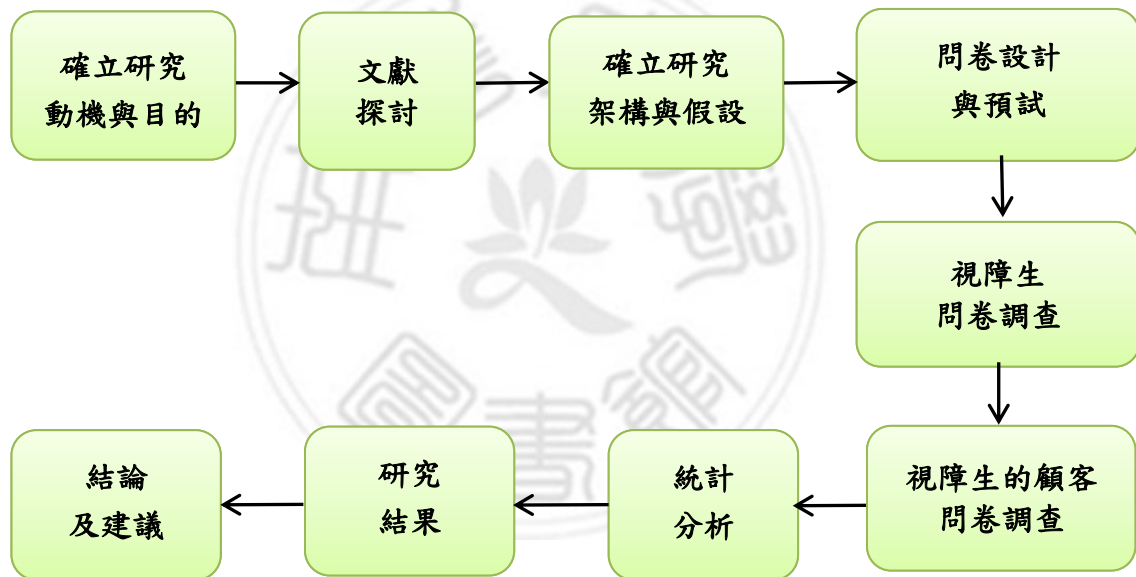 確立研究
動機與目的
文獻
探討
確立研究
架構與假設
問卷設計
與預試
視障生
問卷調查
視障生的顧客
問卷調查
統計
分析
研究
結果
結論
及建議